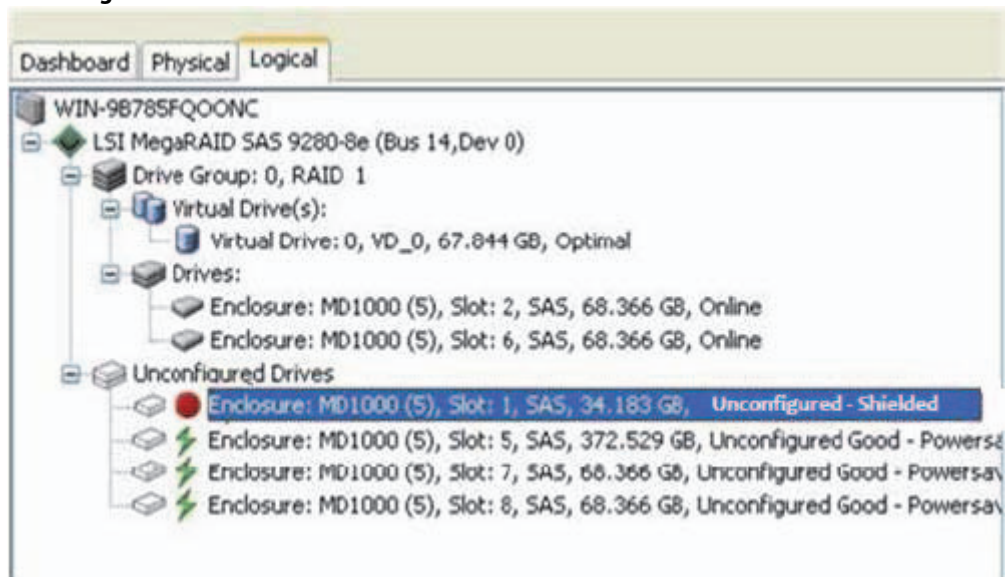 Dashboard Physical Logical
WIN-9B785FQOONC
LSI MegaRAID SAS 9280-8e (Bus 14,Dev 0)
Drive Group: 0, RAID 1
Virtual Drive(s):
Virtual Drive: 0, VD_0, 67.844 GB, Optimal
Drives:
Enclosure: MD1000 (5), Slot: 2, SAS, 68.366 GB, Online
Enclosure: MD1000 (5), Slot: 6, SAS, 68.366 GB, Online
Unconfigured Drives
Enclosure: MD1000 (5), Slot: 1, SAS, 34.183 GB, Unconfigured - Shielded
Enclosure: MD1000 (5), Slot: 5, SAS, 372.529 GB, Unconfigured Good - Powersa
Enclosure: MD1000 (5), Slot: 7, SAS, 68.366 GB, Unconfigured Good - Powersav
Enclosure: MD1000 (5), Slot: 8, SAS, 68.366 GB, Unconfigured Good - Powersav